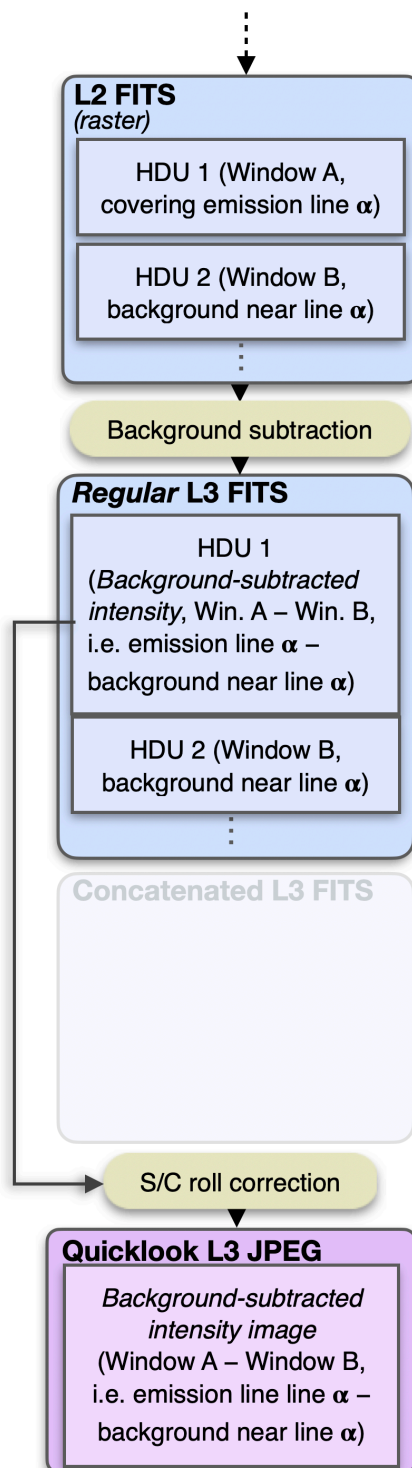 L2 FITS
(raster)
HDU 1 (Window A,
covering emission line α)
HDU 2 (Window B,
background near line α)
Background subtraction
Regular L3 FITS
HDU 1
(Background-subtracted
intensity, Win. A – Win. B,
i.e. emission line α –
background near line α)
HDU 2 (Window B,
background near line α)
Concatenated L3 FITS
S/C roll correction
Quicklook L3 JPEG
Background-subtracted
intensity image
(Window A – Window B,
i.e. emission line line α –
background near line α)